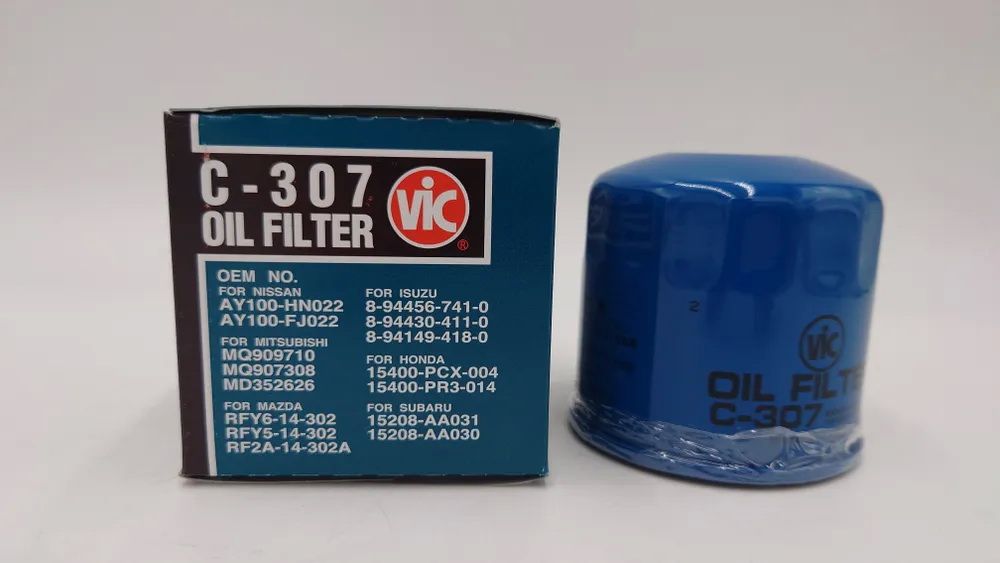 C-307
OIL FILTER
VIC
®
OEM NO.
FOR NISSAN
AY100-HN022
AY100-FJ022
FOR MITSUBISHI
MQ909710
MQ907308
MD352626
FOR MAZDA
RFY6-14-302
RFY5-14-302
RF2A-14-302A
FOR ISUZU
8-94456-741-0
8-94430-411-0
8-94149-418-0
FOR HONDA
15400-PCX-004
15400-PR3-014
FOR SUBARU
15208-AA031
15208-AA030
2
VIC
OIL FILTE
C-307